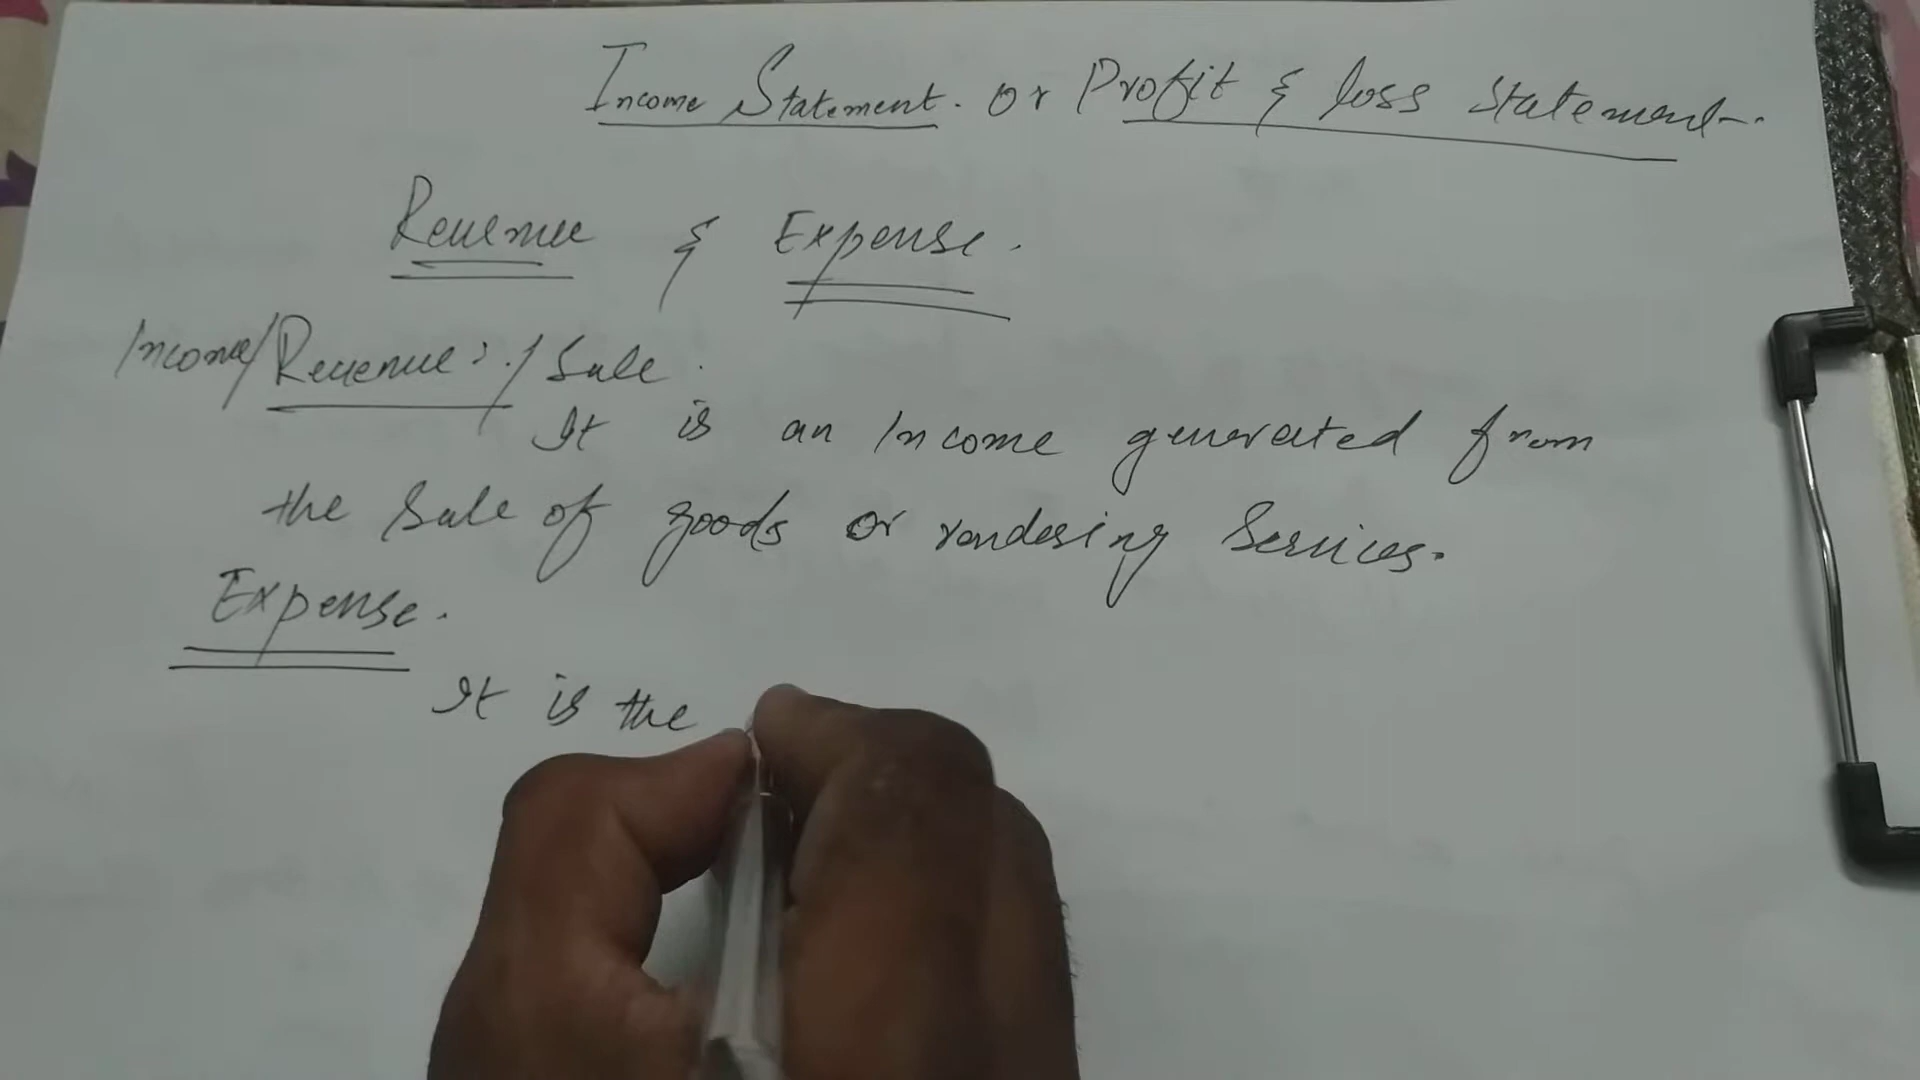 Income Statement. or Profit & loss statement.
Revenue & Expense.
Income/Revenue:./Sale.
It is an Income generated from
the Sale of goods or rendering Services.
Expense.
It is the